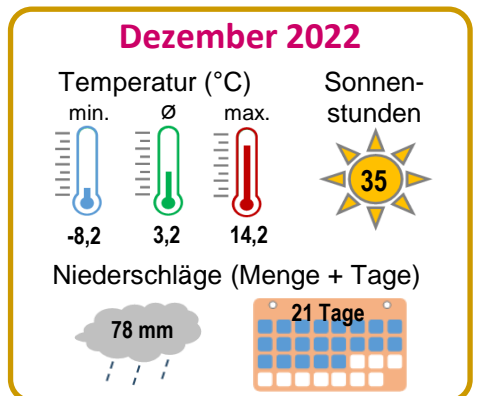 Dezember 2022
Temperatur (°C)
min. Ø max.
-8,2 3,2 14,2
Sonnen-
stunden
35
Niederschläge (Menge + Tage)
78 mm
21 Tage